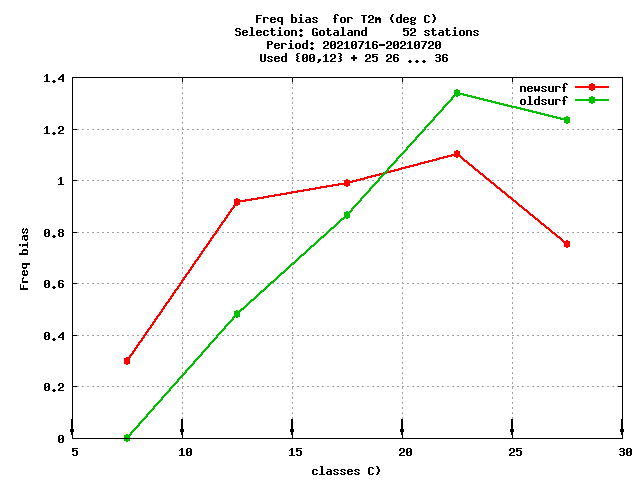 Freq bias  for T2m (deg C)
Selection: Gotaland     52 stations
Period: 20210716-20210720
Used {00,12} + 25 26 ... 36
newsurf
oldsurf
1.4
1.2
1
0.8
0.6
0.4
0.2
0
Freq bias
5 10 15 20 25 30
classes C)